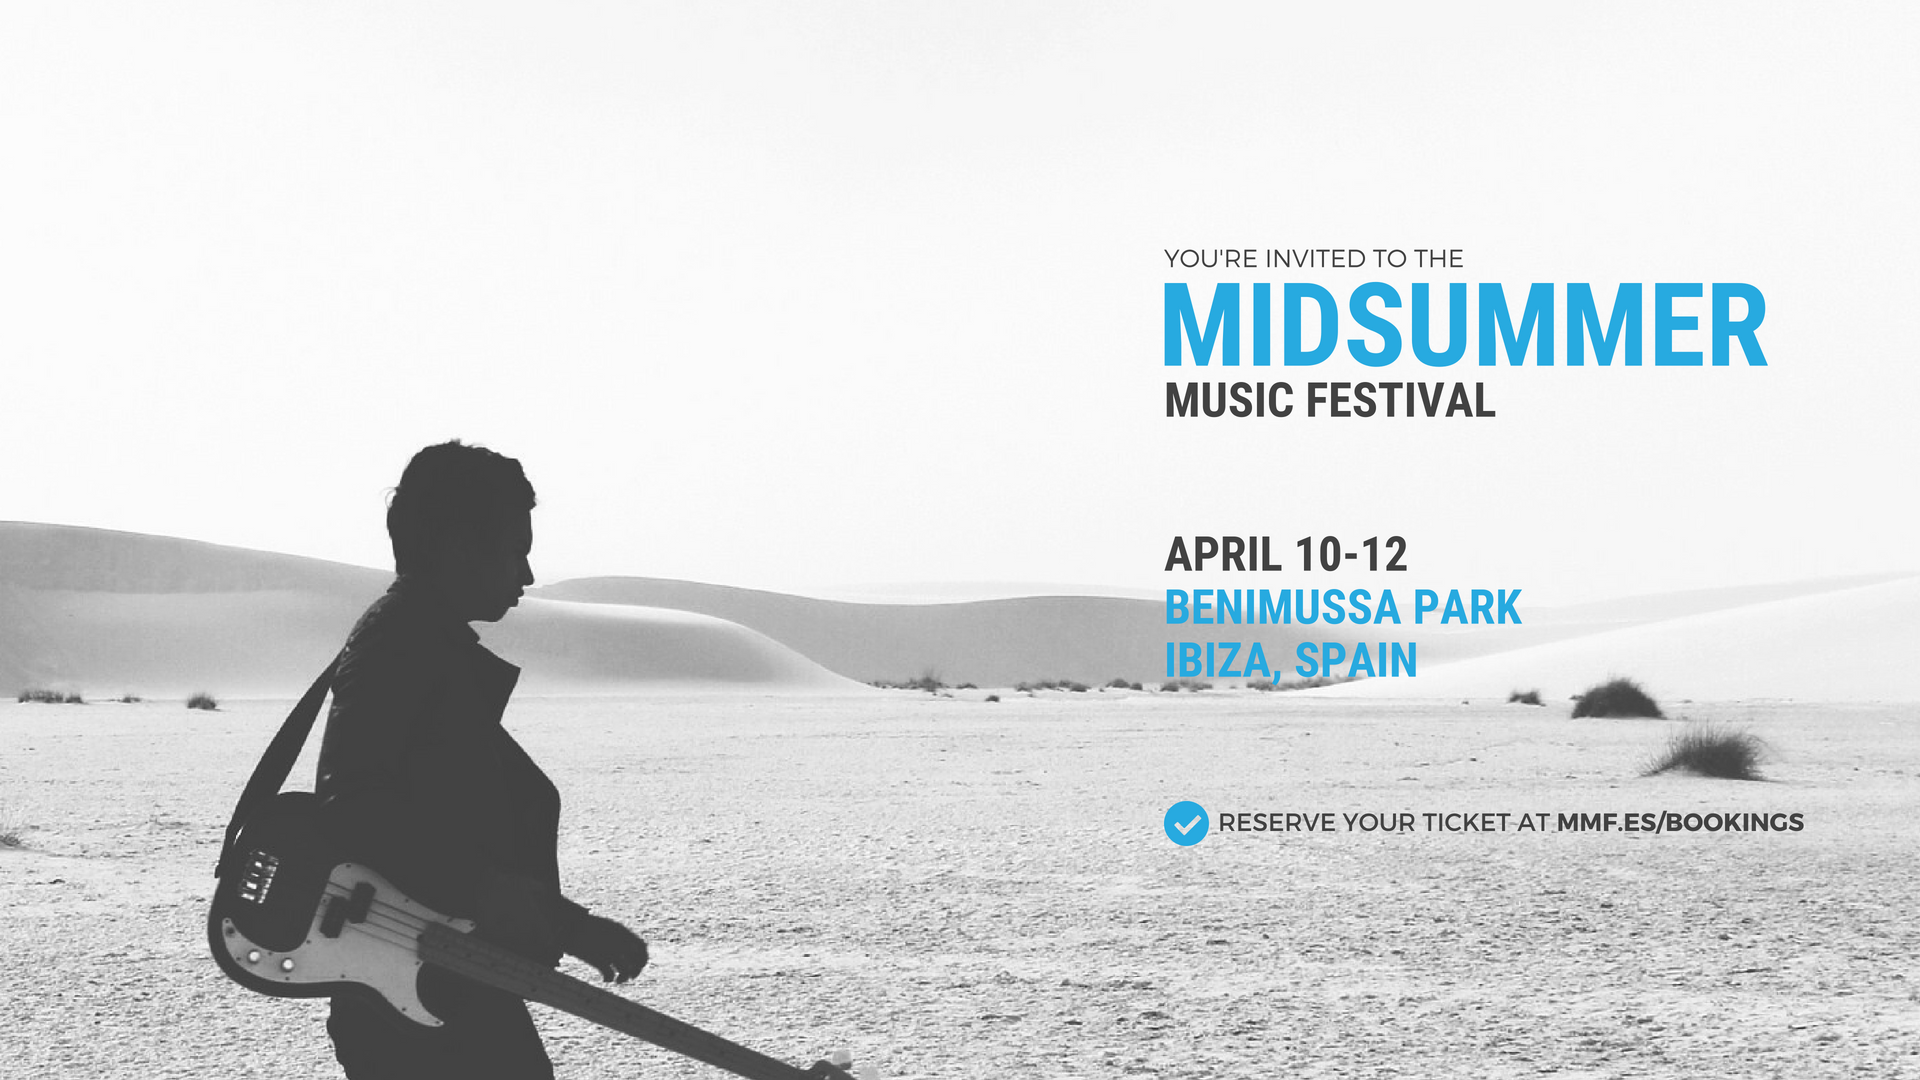 YOU'RE INVITED TO THE
MIDSUMMER
MUSIC FESTIVAL
APRIL 10-12
BENIMUSSA PARK
IBIZA, SPAIN
RESERVE YOUR TICKET AT MMF.ES/BOOKINGS